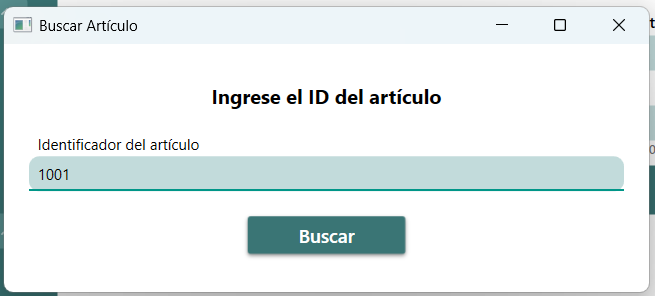 Buscar Artículo
Ingrese el ID del artículo
Identificador del artículo
1001
Buscar